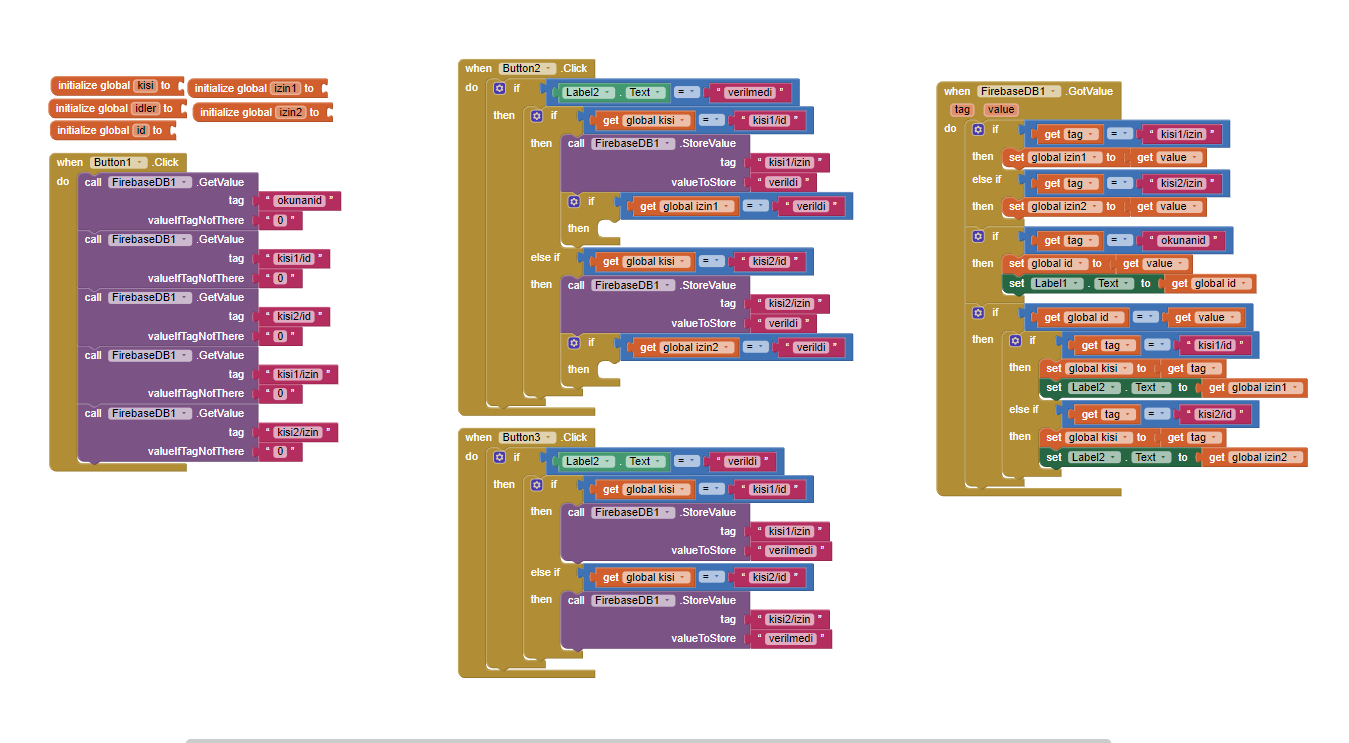 initialize global kisi to
initialize global izin1 to
initialize global idler to
initialize global izin2 to
initialize global id to
when Button1 .Click
do call FirebaseDB1 .GetValue
tag " okunanid "
valueIfTagNotThere " 0 "
call FirebaseDB1 .GetValue
tag " kisi1/id "
valueIfTagNotThere " 0 "
call FirebaseDB1 .GetValue
tag " kisi2/id "
valueIfTagNotThere " 0 "
call FirebaseDB1 .GetValue
tag " kisi1/izin "
valueIfTagNotThere " 0 "
call FirebaseDB1 .GetValue
tag " kisi2/izin "
valueIfTagNotThere " 0 "
when Button2 .Click
do if Label2 . Text = " verilmedi "
then if get global kisi = " kisi1/id "
then call FirebaseDB1 .StoreValue
tag " kisi1/izin "
valueToStore " verildi "
if get global izin1 = " verildi "
then
else if get global kisi = " kisi2/id "
then call FirebaseDB1 .StoreValue
tag " kisi2/izin "
valueToStore " verildi "
if get global izin2 = " verildi "
then
when Button3 .Click
do if Label2 . Text = " verildi "
then if get global kisi = " kisi1/id "
then call FirebaseDB1 .StoreValue
tag " kisi1/izin "
valueToStore " verilmedi "
else if get global kisi = " kisi2/id "
then call FirebaseDB1 .StoreValue
tag " kisi2/izin "
valueToStore " verilmedi "
when FirebaseDB1 .GotValue
tag value
do if get tag = " kisi1/izin "
then set global izin1 to get value
else if get tag = " kisi2/izin "
then set global izin2 to get value
if get tag = " okunanid "
then set global id to get value
set Label1 . Text to get global id
if get global id = get value
then if get tag = " kisi1/id "
then set global kisi to get tag
set Label2 . Text to get global izin1
else if get tag = " kisi2/id "
then set global kisi to get tag
set Label2 . Text to get global izin2